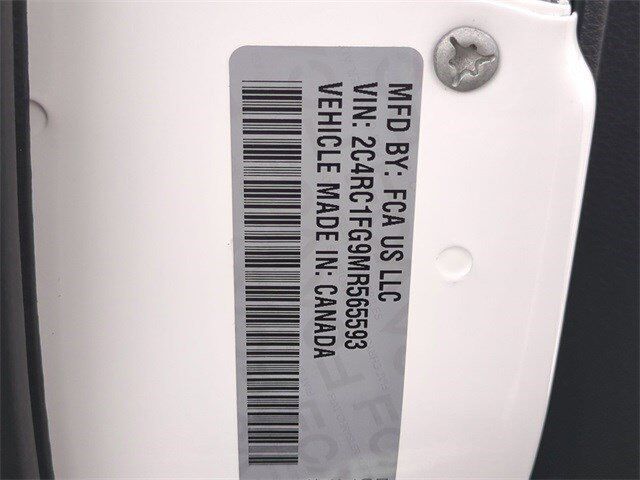 MFD BY: FCA US LLC
VIN: 2C4RC1FG9MR565593
VEHICLE MADE IN: CANADA